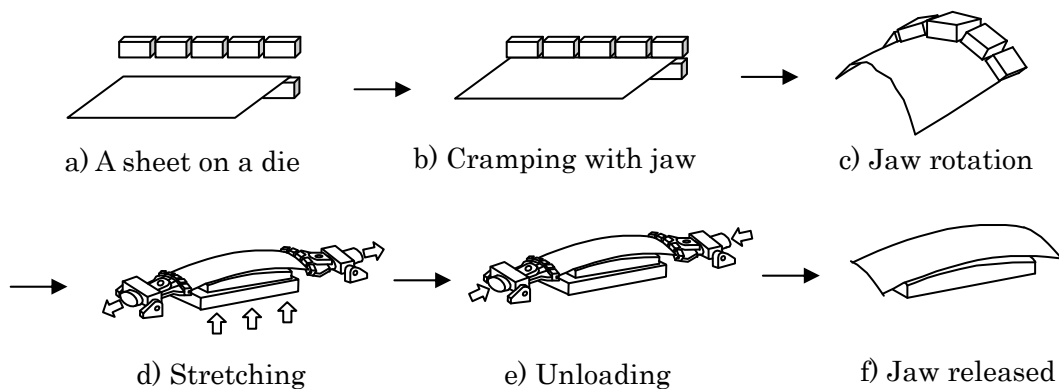 a) A sheet on a die
b) Cramping with jaw
c) Jaw rotation
d) Stretching
e) Unloading
f) Jaw released